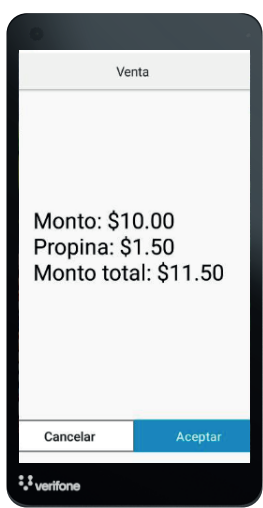 Venta
Monto: $10.00
Propina: $1.50
Monto total: $11.50
Cancelar
Aceptar
verifone